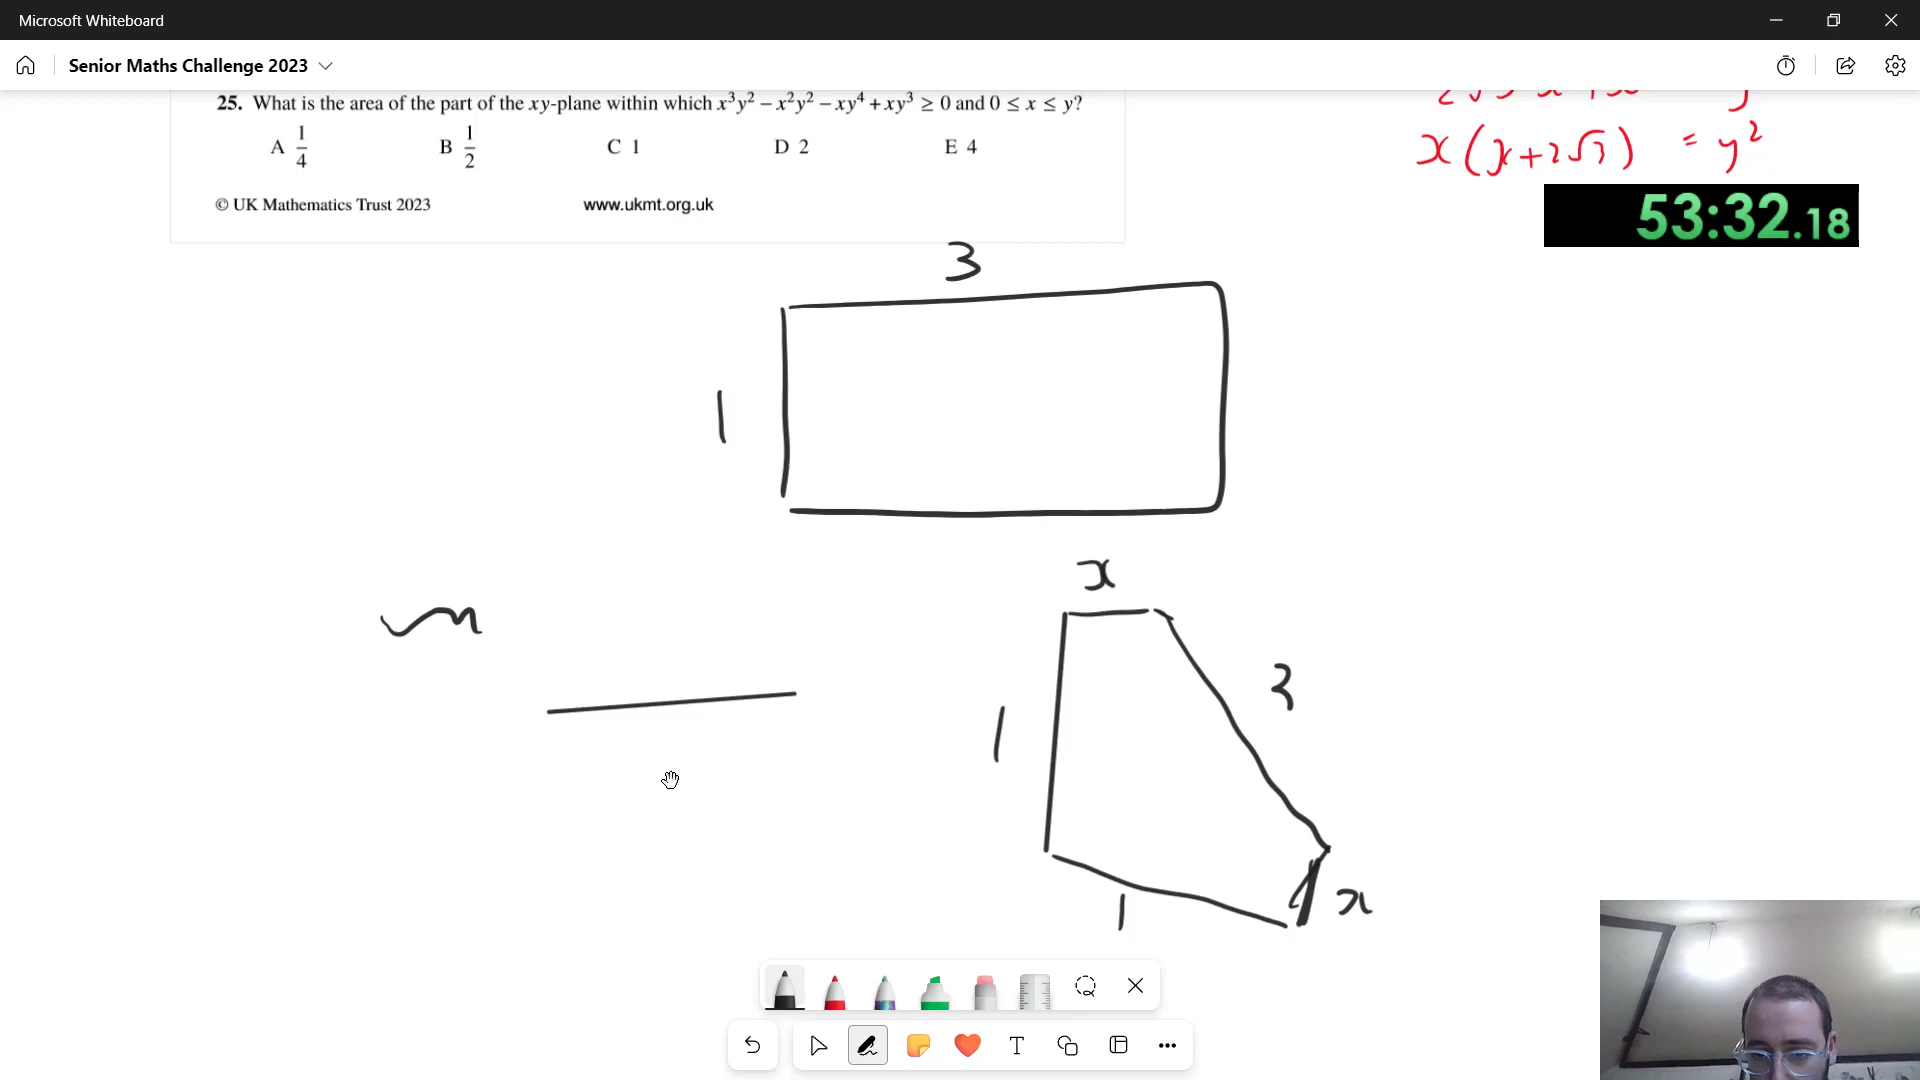 Microsoft Whiteboard
Senior Maths Challenge 2023
25. What is the area of the part of the xy-plane within which x³y² − x²y² − xy⁴ + xy³ ≥ 0 and 0 ≤ x ≤ y?
A 1/4 B 1/2 C 1 D 2 E 4
© UK Mathematics Trust 2023 www.ukmt.org.uk
x(x+2√3) = y²
53:32.18
3
1
x
3
1
1
x